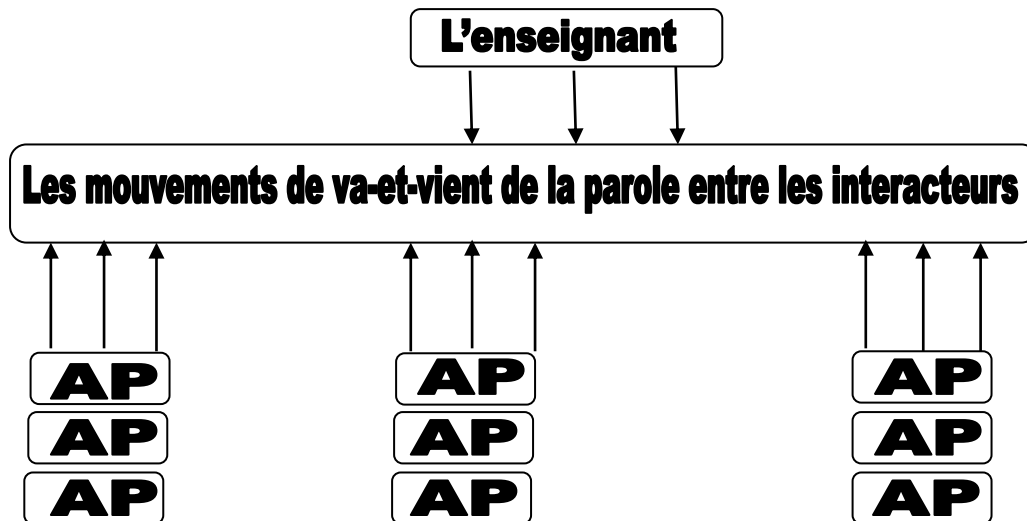 L'enseignant
Les mouvements de va-et-vient de la parole entre les interacteurs
AP AP AP
AP AP AP
AP AP AP